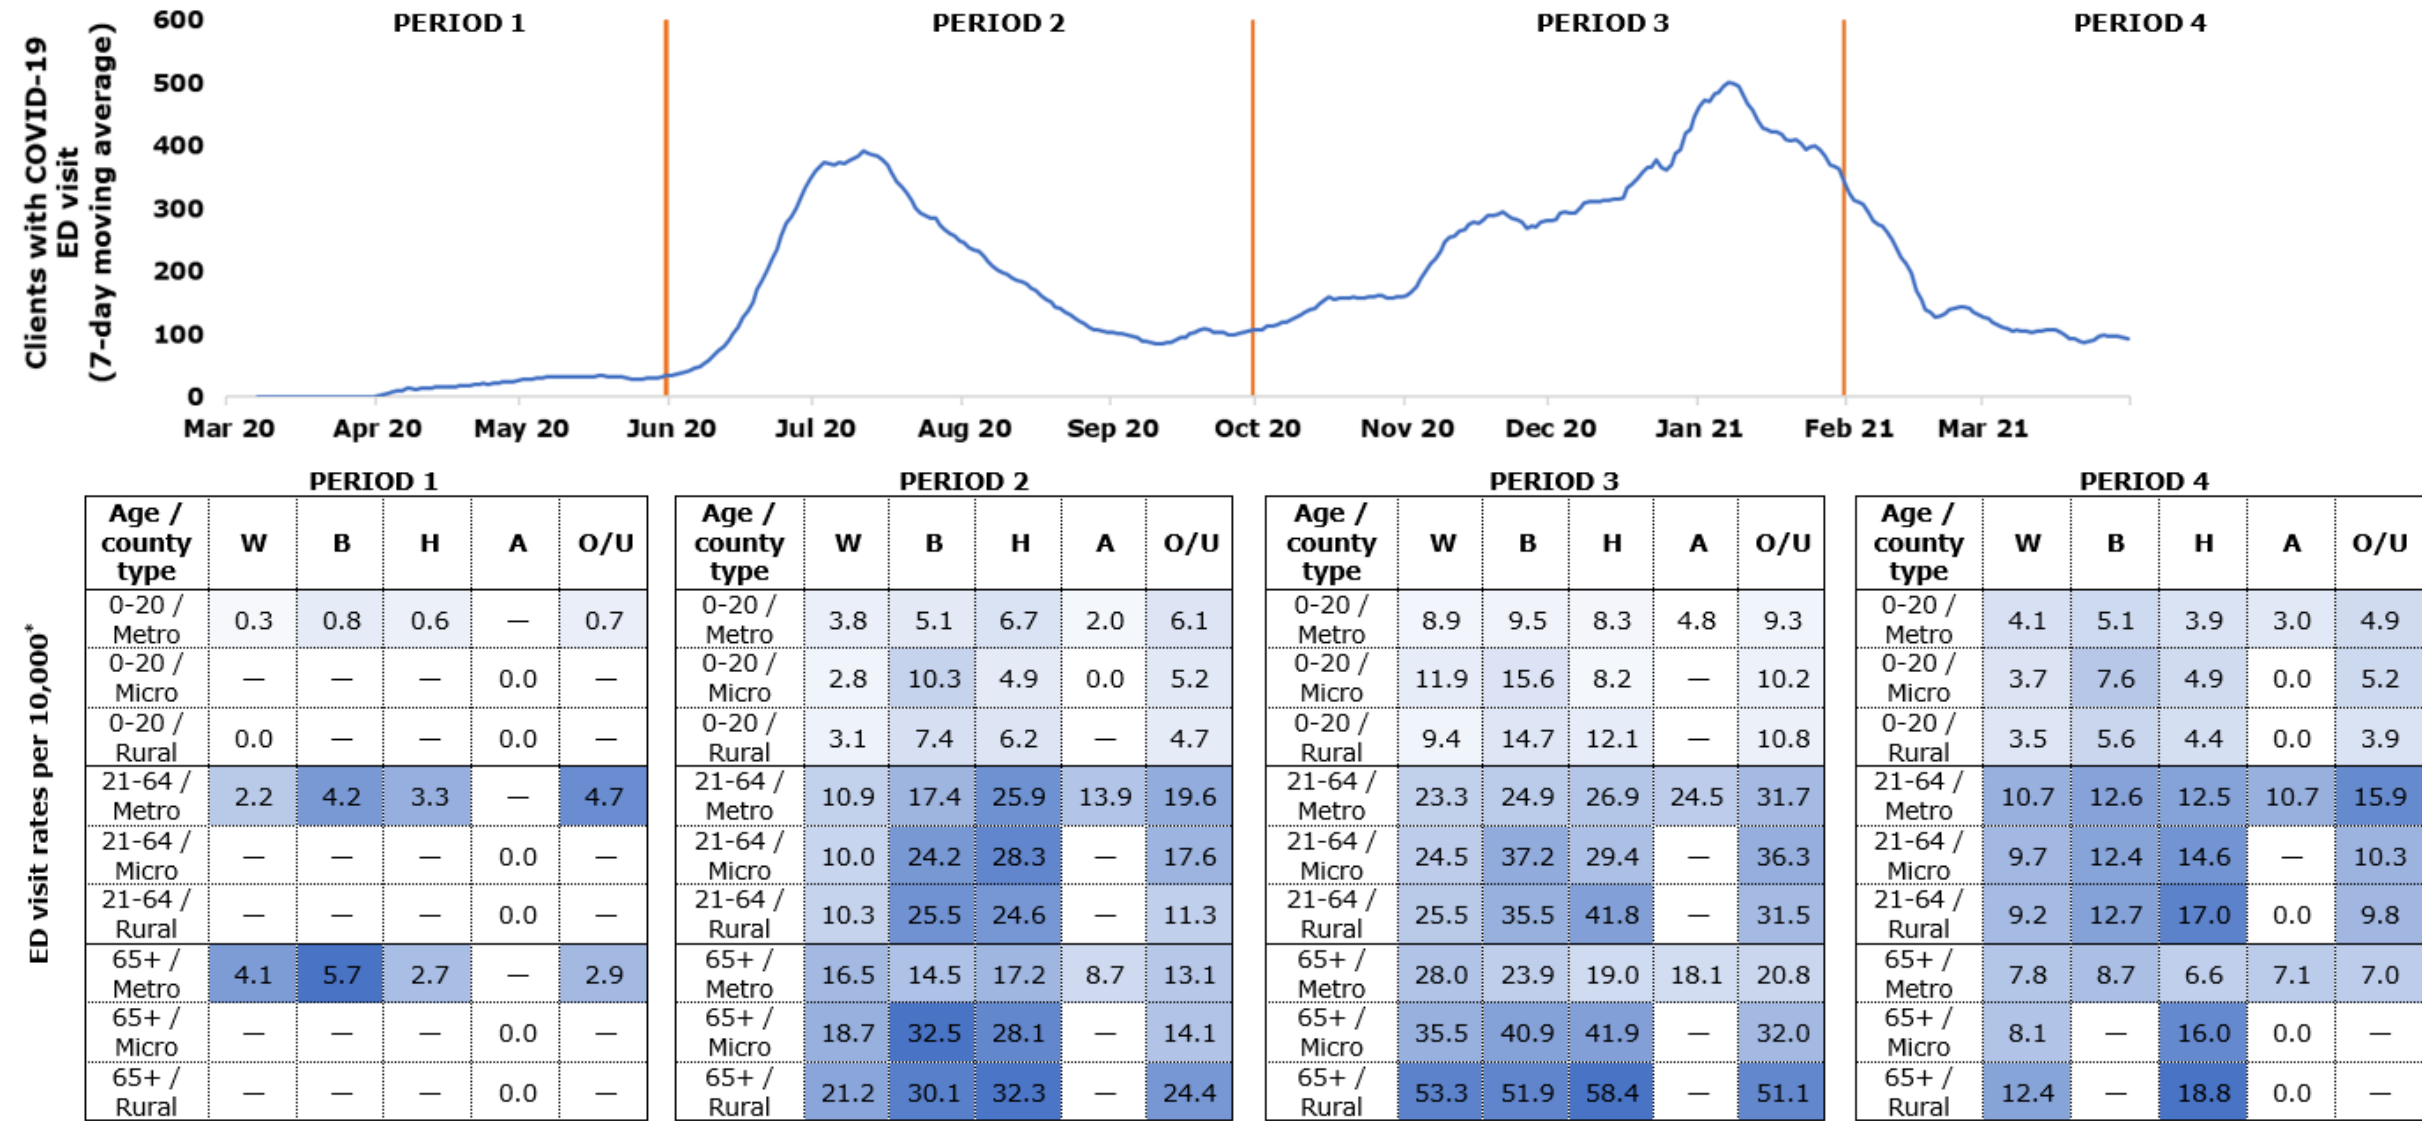 PERIOD 1 PERIOD 2 PERIOD 3 PERIOD 4
Clients with COVID-19
ED visit
(7-day moving average)
600
500
400
300
200
100
0
Mar 20 Apr 20 May 20 Jun 20 Jul 20 Aug 20 Sep 20 Oct 20 Nov 20 Dec 20 Jan 21 Feb 21 Mar 21
ED visit rates per 10,000*
PERIOD 1
Age /
county
type
W B H A O/U
0-20 /
Metro
0.3 0.8 0.6 — 0.7
0-20 /
Micro
— — — 0.0 —
0-20 /
Rural
0.0 — — 0.0 —
21-64 /
Metro
2.2 4.2 3.3 — 4.7
21-64 /
Micro
— — — 0.0 —
21-64 /
Rural
— — — 0.0 —
65+ /
Metro
4.1 5.7 2.7 — 2.9
65+ /
Micro
— — — 0.0 —
65+ /
Rural
— — — 0.0 —
PERIOD 2
Age /
county
type
W B H A O/U
0-20 /
Metro
3.8 5.1 6.7 2.0 6.1
0-20 /
Micro
2.8 10.3 4.9 0.0 5.2
0-20 /
Rural
3.1 7.4 6.2 — 4.7
21-64 /
Metro
10.9 17.4 25.9 13.9 19.6
21-64 /
Micro
10.0 24.2 28.3 — 17.6
21-64 /
Rural
10.3 25.5 24.6 — 11.3
65+ /
Metro
16.5 14.5 17.2 8.7 13.1
65+ /
Micro
18.7 32.5 28.1 — 14.1
65+ /
Rural
21.2 30.1 32.3 — 24.4
PERIOD 3
Age /
county
type
W B H A O/U
0-20 /
Metro
8.9 9.5 8.3 4.8 9.3
0-20 /
Micro
11.9 15.6 8.2 — 10.2
0-20 /
Rural
9.4 14.7 12.1 — 10.8
21-64 /
Metro
23.3 24.9 26.9 24.5 31.7
21-64 /
Micro
24.5 37.2 29.4 — 36.3
21-64 /
Rural
25.5 35.5 41.8 — 31.5
65+ /
Metro
28.0 23.9 19.0 18.1 20.8
65+ /
Micro
35.5 40.9 41.9 — 32.0
65+ /
Rural
53.3 51.9 58.4 — 51.1
PERIOD 4
Age /
county
type
W B H A O/U
0-20 /
Metro
4.1 5.1 3.9 3.0 4.9
0-20 /
Micro
3.7 7.6 4.9 0.0 5.2
0-20 /
Rural
3.5 5.6 4.4 0.0 3.9
21-64 /
Metro
10.7 12.6 12.5 10.7 15.9
21-64 /
Micro
9.7 12.4 14.6 — 10.3
21-64 /
Rural
9.2 12.7 17.0 0.0 9.8
65+ /
Metro
7.8 8.7 6.6 7.1 7.0
65+ /
Micro
8.1 — 16.0 0.0 —
65+ /
Rural
12.4 — 18.8 0.0 —